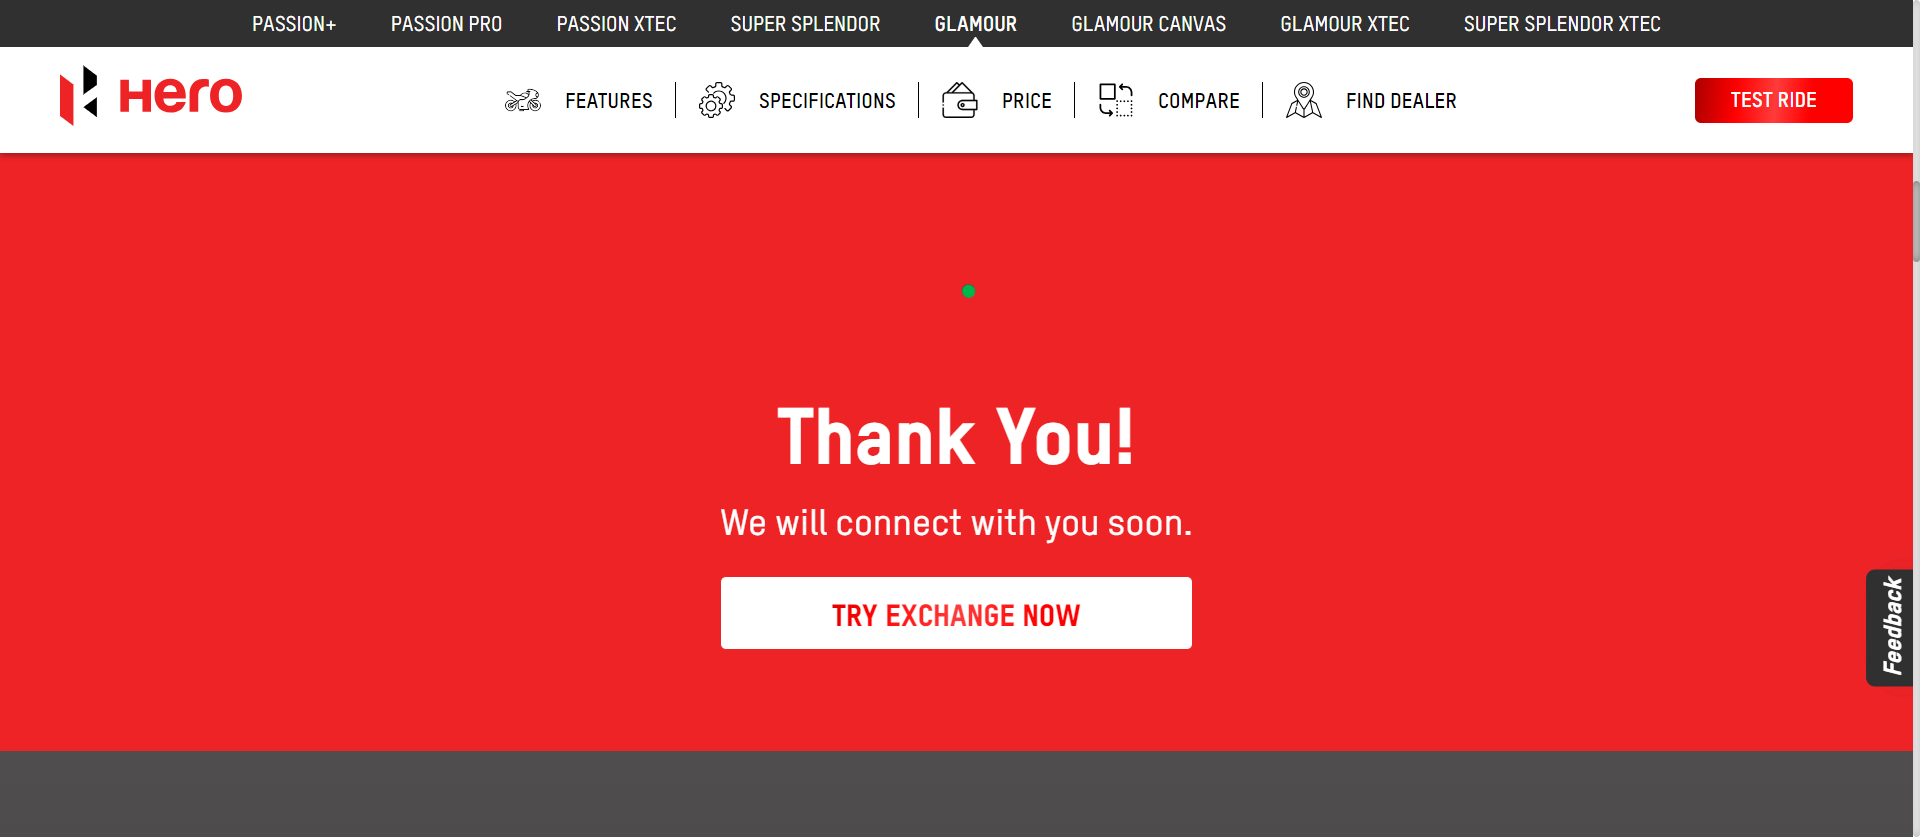 PASSION+ PASSION PRO PASSION XTEC SUPER SPLENDOR GLAMOUR GLAMOUR CANVAS GLAMOUR XTEC SUPER SPLENDOR XTEC
Hero FEATURES SPECIFICATIONS PRICE COMPARE FIND DEALER TEST RIDE
Thank You!
We will connect with you soon.
TRY EXCHANGE NOW
Feedback